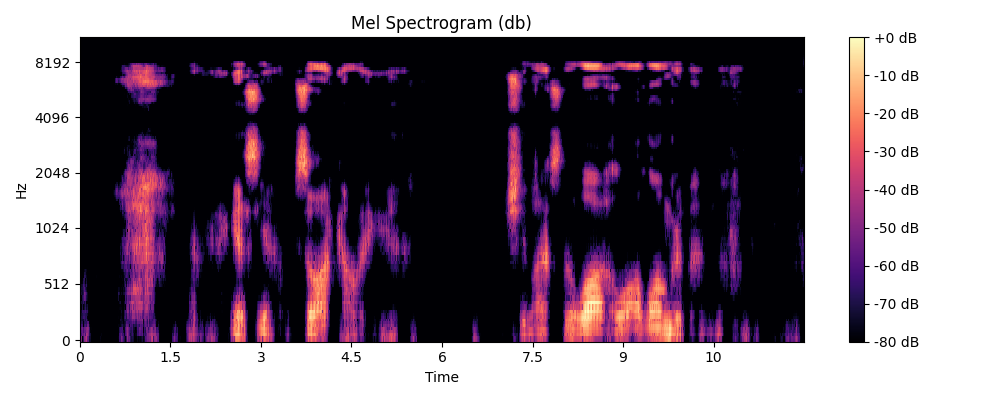 Mel Spectrogram (db)
8192
4096
2048
1024
512
0
Hz
0 1.5 3 4.5 6 7.5 9 10
Time
+0 dB
-10 dB
-20 dB
-30 dB
-40 dB
-50 dB
-60 dB
-70 dB
-80 dB